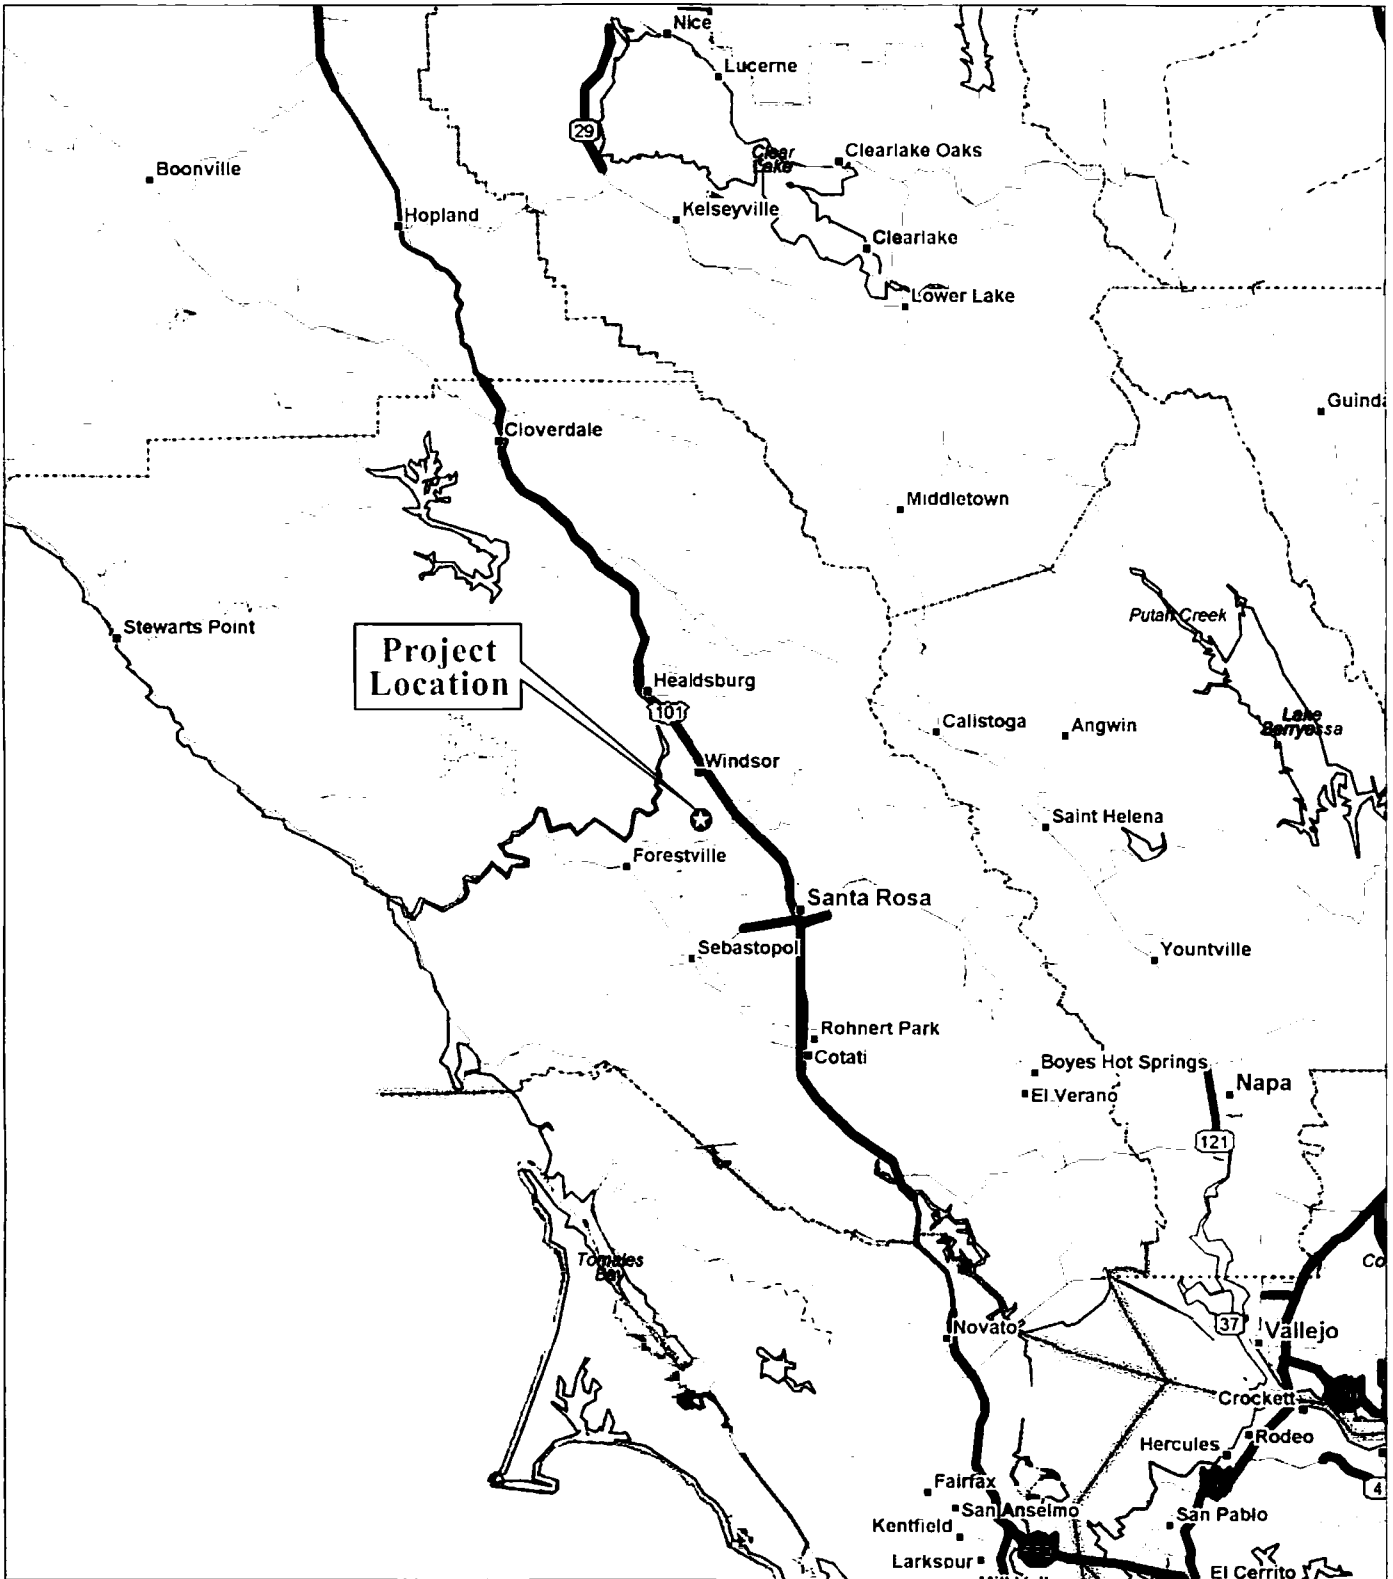 Nice
Lucerne
29
Clear
Lake
Clearlake Oaks
Boonville
Kelseyville
Hopland
Clearlake
Lower Lake
Guinda
Cloverdale
Middletown
Putah Creek
Stewarts Point
Project
Location
Healdsburg
101
Calistoga
Angwin
Lake
Berryessa
Windsor
Saint Helena
Forestville
Santa Rosa
Sebastopol
Yountville
Rohnert Park
Cotati
Boyes Hot Springs
Napa
El Verano
121
Tomales
Bay
Co
Novato
37
Vallejo
Crockett
Hercules
Rodeo
Fairfax
4
San Anselmo
San Pablo
Kentfield
Larkspur
El Cerrito